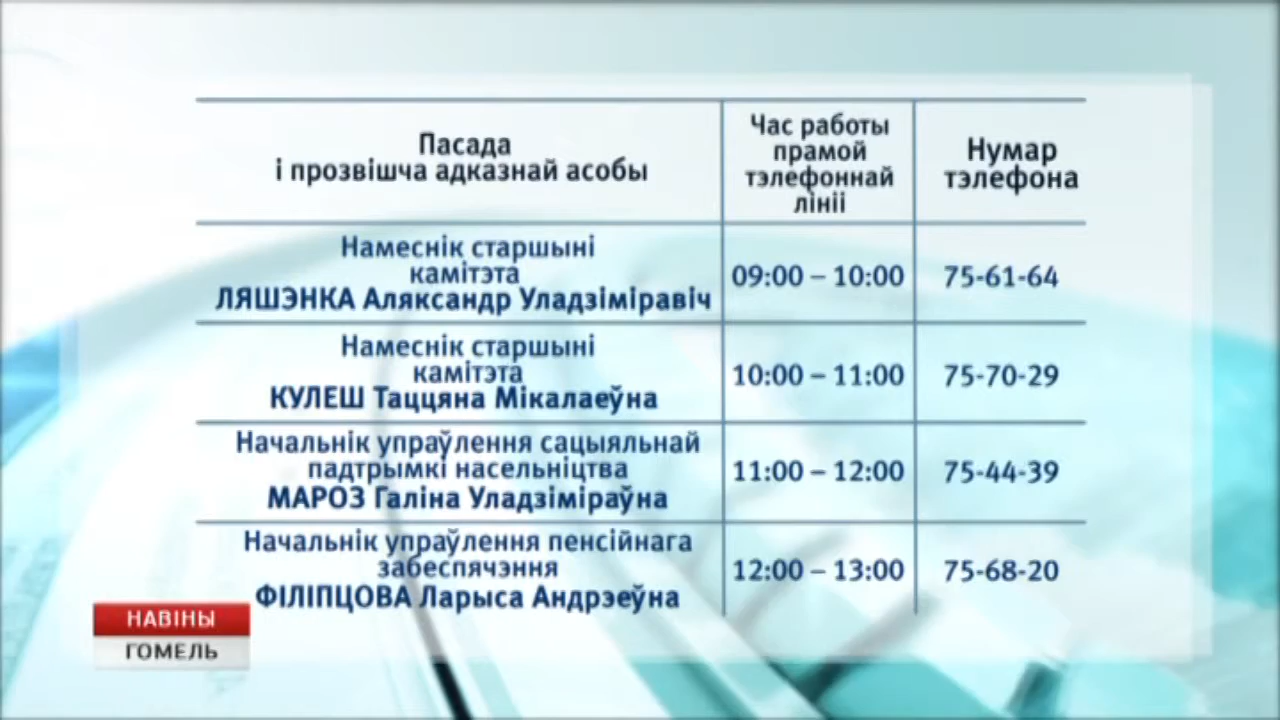 Пасада
і прозвішча адказнай асобы
Час работы
прамой
тэлефоннай
лініі
Нумар
тэлефона
Намеснік старшыні
камітэта
ЛЯШЭНКА Аляксандр Уладзіміравіч
09:00 – 10:00
75-61-64
Намеснік старшыні
камітэта
КУЛЕШ Таццяна Мікалаеўна
10:00 – 11:00
75-70-29
Начальнік упраўлення сацыяльнай
падтрымкі насельніцтва
МАРОЗ Галіна Уладзіміраўна
11:00 – 12:00
75-44-39
Начальнік упраўлення пенсійнага
забеспячэння
ФІЛІПЦОВА Ларыса Андрэеўна
12:00 – 13:00
75-68-20
НАВІНЫ
ГОМЕЛЬ